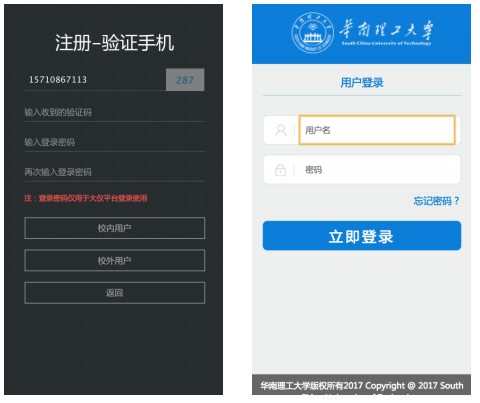 注册-验证手机
15710867113
287
输入收到的验证码
输入登录密码
再次输入登录密码
注：登录密码仅用于大仪平台登录使用
校内用户
校外用户
返回
华南理工大学
South China University of Technology
用户登录
用户名
密码
忘记密码？
立即登录
华南理工大学版权所有2017 Copyright @ 2017 South